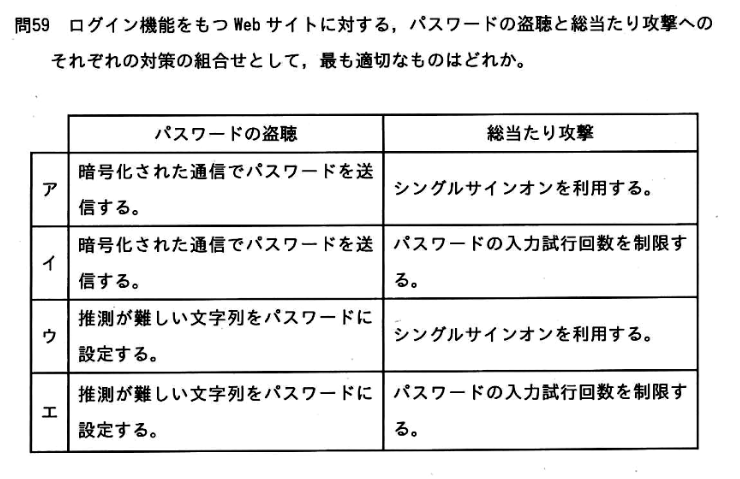 問59　ログイン機能をもつ Web サイトに対する，パスワードの盗聴と総当たり攻撃への
それぞれの対策の組合せとして，最も適切なものはどれか。
パスワードの盗聴　総当たり攻撃
ア　暗号化された通信でパスワードを送
信する。
シングルサインオンを利用する。
イ　暗号化された通信でパスワードを送
信する。
パスワードの入力試行回数を制限す
る。
ウ　推測が難しい文字列をパスワードに
設定する。
シングルサインオンを利用する。
エ　推測が難しい文字列をパスワードに
設定する。
パスワードの入力試行回数を制限す
る。